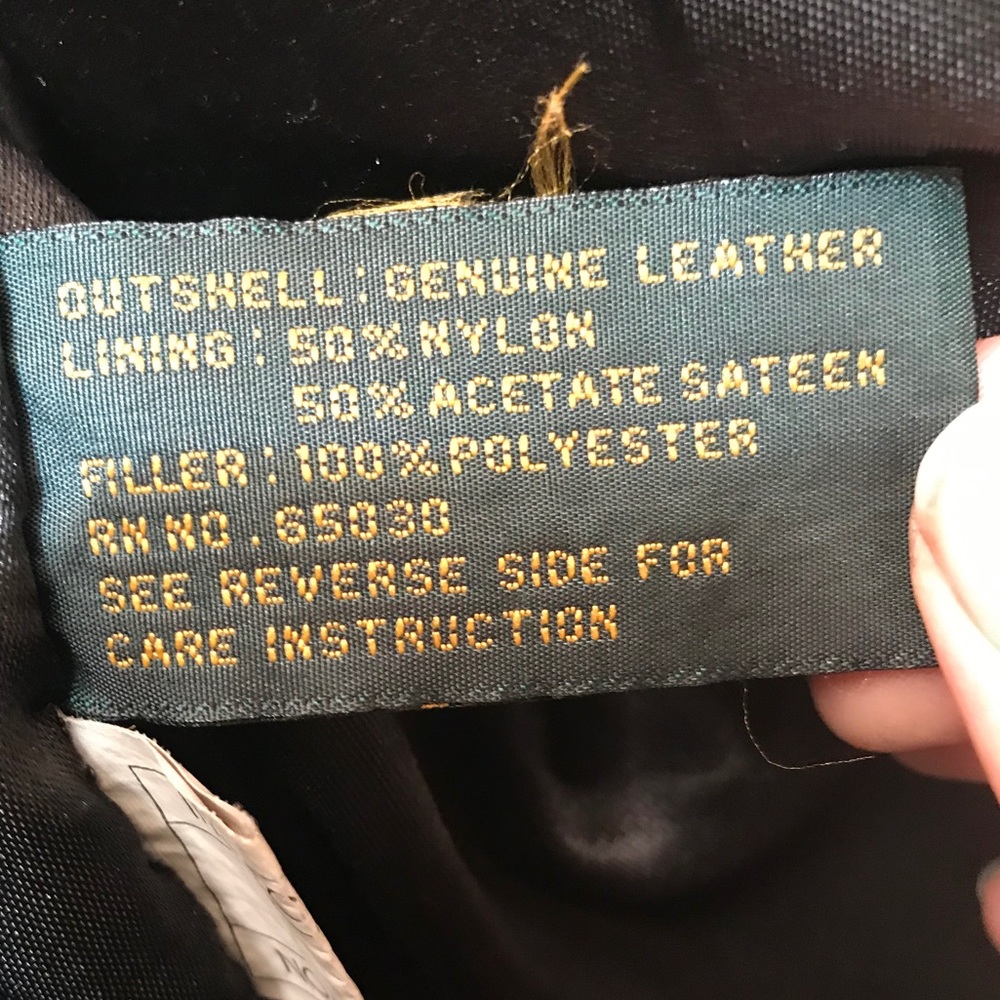 OUTSHELL : GENUINE LEATHER
LINING : 50% NYLON
50% ACETATE SATEEN
FILLER : 100% POLYESTER
RN NO . 65030
SEE REVERSE SIDE FOR
CARE INSTRUCTION